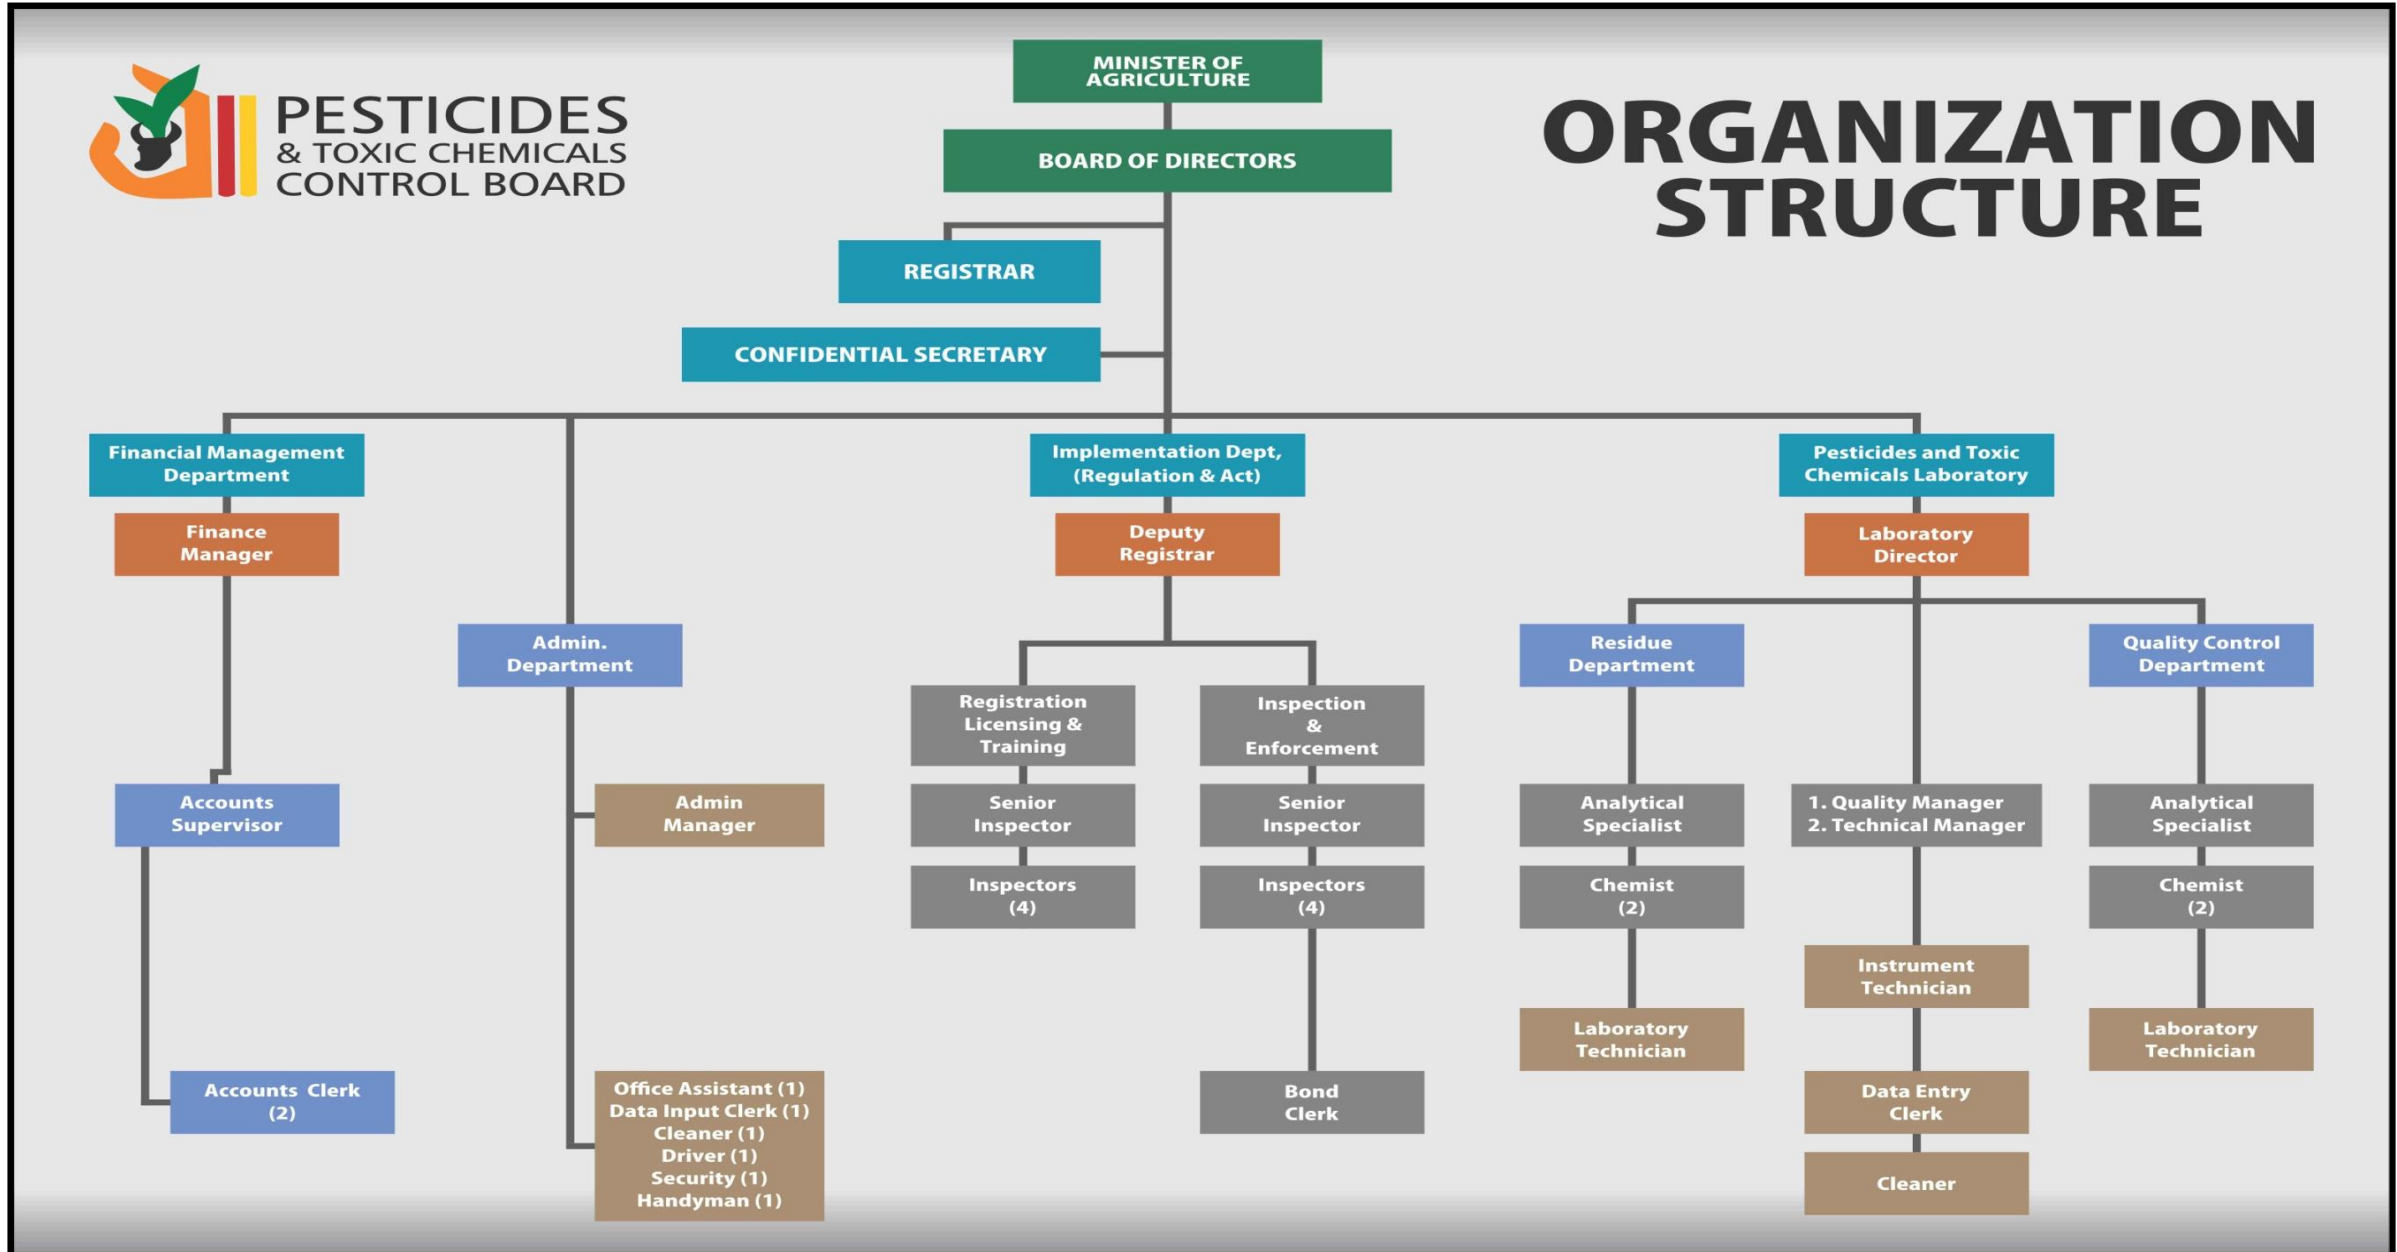 PESTICIDES
& TOXIC CHEMICALS
CONTROL BOARD
ORGANIZATION
STRUCTURE
MINISTER OF
AGRICULTURE
BOARD OF DIRECTORS
REGISTRAR
CONFIDENTIAL SECRETARY
Financial Management
Department
Finance
Manager
Accounts
Supervisor
Accounts Clerk
(2)
Admin.
Department
Admin
Manager
Office Assistant (1)
Data Input Clerk (1)
Cleaner (1)
Driver (1)
Security (1)
Handyman (1)
Implementation Dept,
(Regulation & Act)
Deputy
Registrar
Registration
Licensing &
Training
Senior
Inspector
Inspectors
(4)
Inspection
&
Enforcement
Senior
Inspector
Inspectors
(4)
Bond
Clerk
Pesticides and Toxic
Chemicals Laboratory
Laboratory
Director
Residue
Department
Analytical
Specialist
Chemist
(2)
Laboratory
Technician
1. Quality Manager
2. Technical Manager
Instrument
Technician
Data Entry
Clerk
Cleaner
Quality Control
Department
Analytical
Specialist
Chemist
(2)
Laboratory
Technician